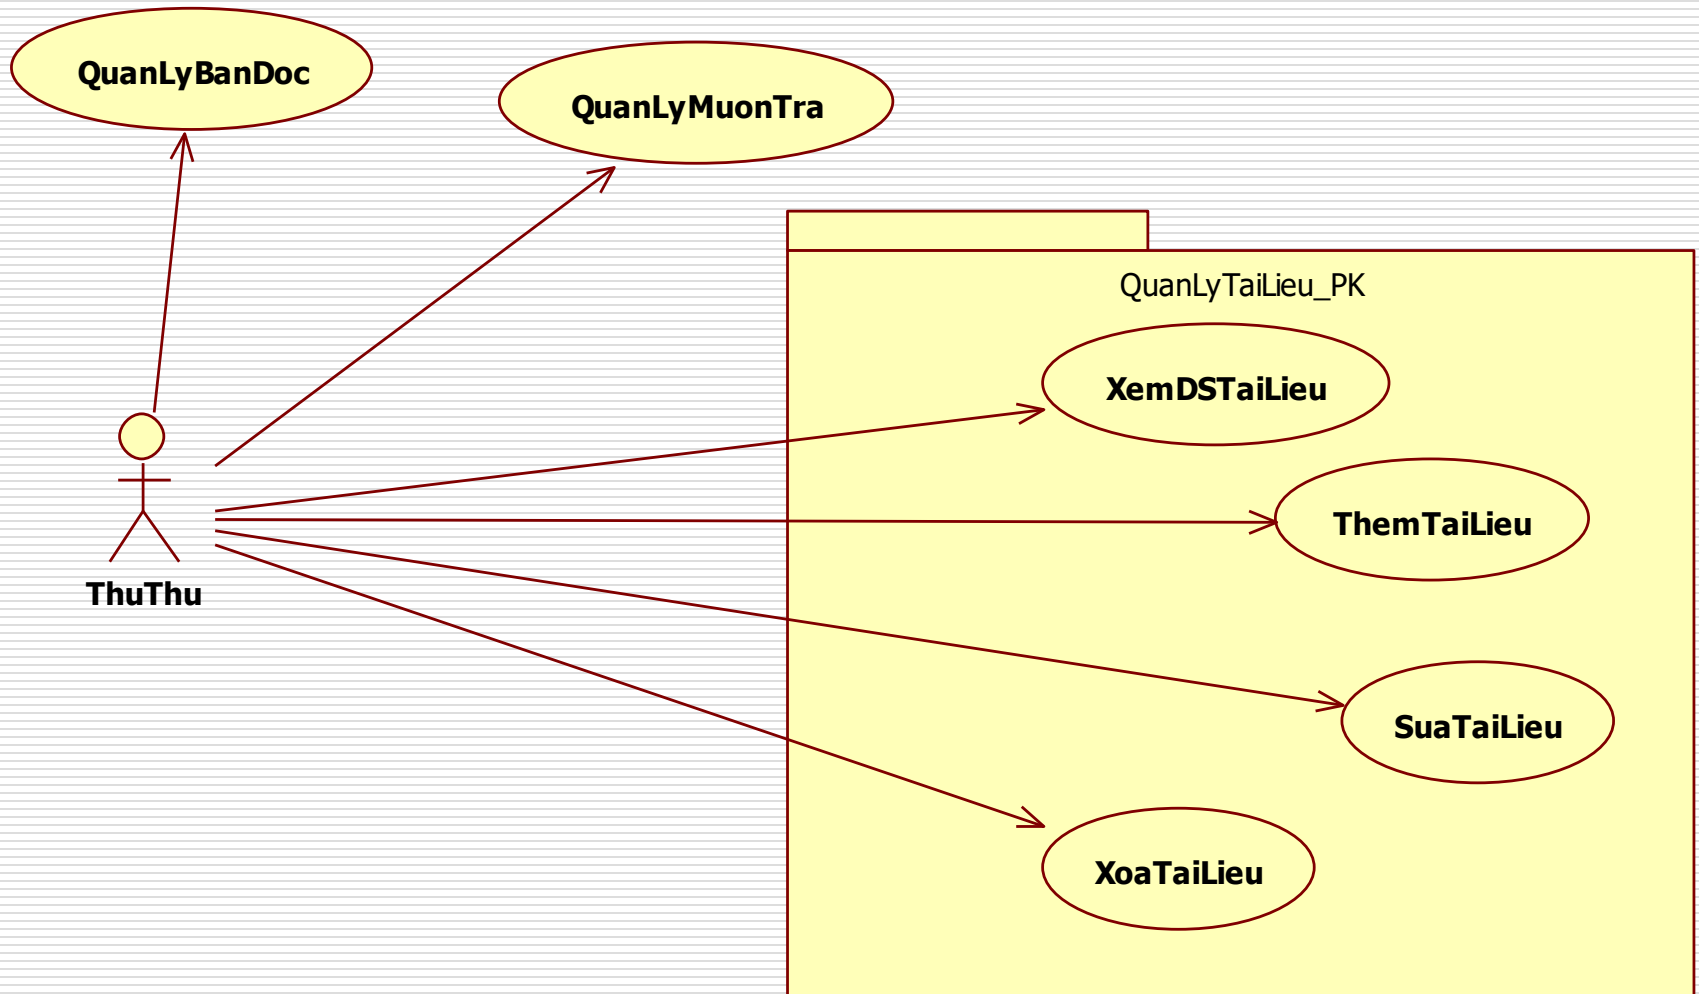 QuanLyBanDoc
QuanLyMuonTra
QuanLyTaiLieu_PK
XemDSTaiLieu
ThemTaiLieu
ThuThu
SuaTaiLieu
XoaTaiLieu